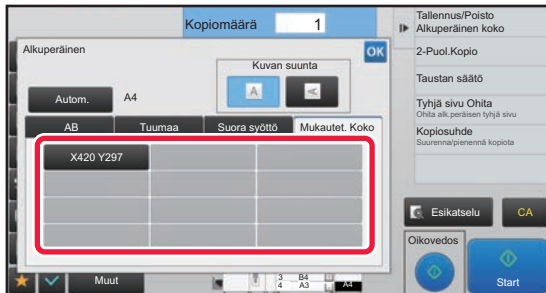 Kopiomäärä 1
Alkuperäinen
OK
Kuvan suunta
A
A
Autom. A4
AB Tuumaa Suora syöttö Mukautet. Koko
X420 Y297
Muut
3 B4
4 A3 A4
Tallennus/Poisto
Alkuperäinen koko
2-Puol.Kopio
Taustan säätö
Tyhjä sivu Ohita
Ohita alk.peräisen tyhjä sivu
Kopiosuhde
Suurenna/pienennä kopiota
Esikatselu CA
Oikovedos
Start